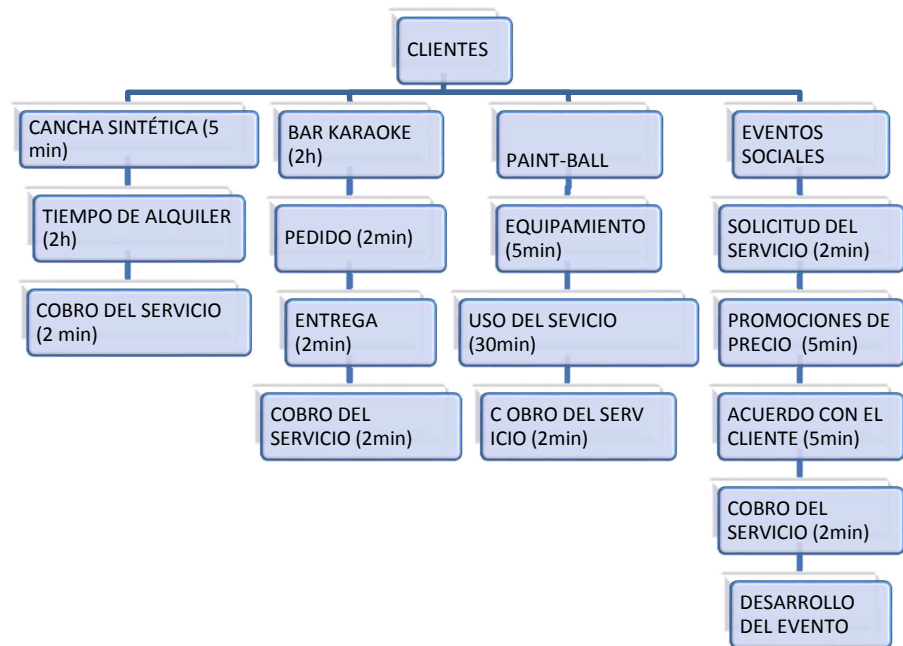 CLIENTES
CANCHA SINTÉTICA (5
min)
TIEMPO DE ALQUILER
(2h)
COBRO DEL SERVICIO
(2 min)
BAR KARAOKE
(2h)
PEDIDO (2min)
ENTREGA
(2min)
COBRO DEL
SERVICIO (2min)
PAINT-BALL
EQUIPAMIENTO
(5min)
USO DEL SEVICIO
(30min)
C OBRO DEL SERV
ICIO (2min)
EVENTOS
SOCIALES
SOLICITUD DEL
SERVICIO (2min)
PROMOCIONES DE
PRECIO (5min)
ACUERDO CON EL
CLIENTE (5min)
COBRO DEL
SERVICIO (2min)
DESARROLLO
DEL EVENTO